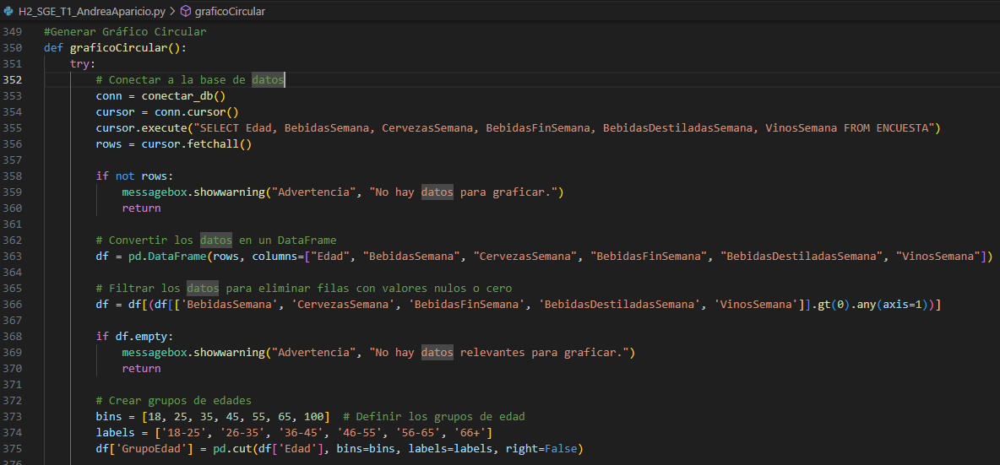 H2_SGE_T1_AndreaAparicio.py > graficoCircular
349 #Generar Gráfico Circular
350 def graficoCircular():
351     try:
352         # Conectar a la base de datos
353         conn = conectar_db()
354         cursor = conn.cursor()
355         cursor.execute("SELECT Edad, BebidasSemana, CervezasSemana, BebidasFinSemana, BebidasDestiladasSemana, VinosSemana FROM ENCUESTA")
356         rows = cursor.fetchall()
357
358         if not rows:
359             messagebox.showwarning("Advertencia", "No hay datos para graficar.")
360             return
361
362         # Convertir los datos en un DataFrame
363         df = pd.DataFrame(rows, columns=["Edad", "BebidasSemana", "CervezasSemana", "BebidasFinSemana", "BebidasDestiladasSemana", "VinosSemana"])
364
365         # Filtrar los datos para eliminar filas con valores nulos o cero
366         df = df[(df[['BebidasSemana', 'CervezasSemana', 'BebidasFinSemana', 'BebidasDestiladasSemana', 'VinosSemana']].gt(0).any(axis=1))]
367
368         if df.empty:
369             messagebox.showwarning("Advertencia", "No hay datos relevantes para graficar.")
370             return
371
372         # Crear grupos de edades
373         bins = [18, 25, 35, 45, 55, 65, 100]  # Definir los grupos de edad
374         labels = ['18-25', '26-35', '36-45', '46-55', '56-65', '66+']
375         df['GrupoEdad'] = pd.cut(df['Edad'], bins=bins, labels=labels, right=False)
376